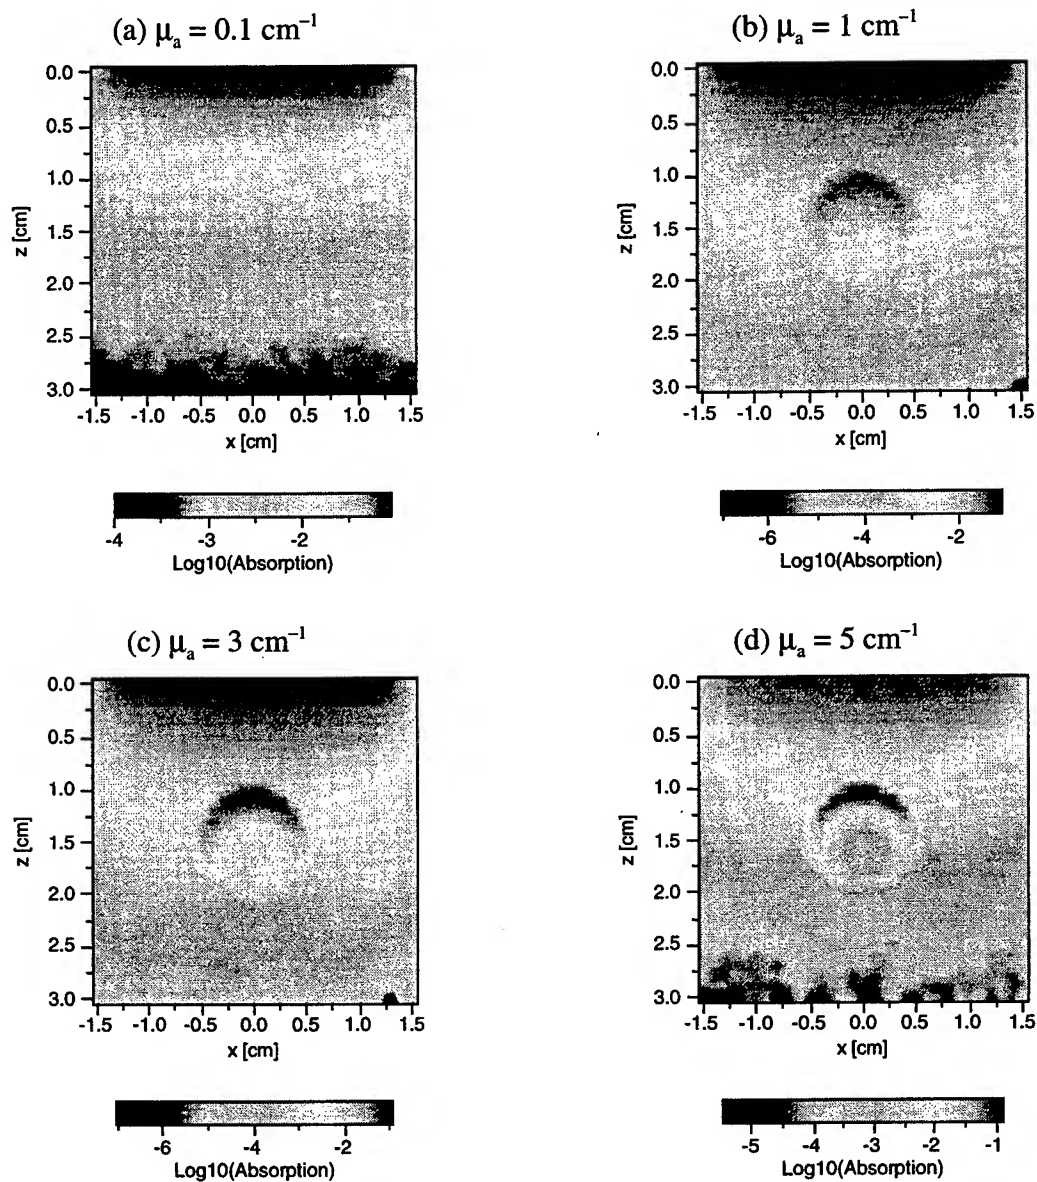 (a) μa = 0.1 cm⁻¹
0.0
0.5
1.0
1.5
2.0
2.5
3.0
z [cm]
-1.5 -1.0 -0.5 0.0 0.5 1.0 1.5
x [cm]
-4 -3 -2
Log10(Absorption)
(b) μa = 1 cm⁻¹
0.0
0.5
1.0
1.5
2.0
2.5
3.0
z [cm]
-1.5 -1.0 -0.5 0.0 0.5 1.0 1.5
x [cm]
-6 -4 -2
Log10(Absorption)
(c) μa = 3 cm⁻¹
0.0
0.5
1.0
1.5
2.0
2.5
3.0
z [cm]
-1.5 -1.0 -0.5 0.0 0.5 1.0 1.5
x [cm]
-6 -4 -2
Log10(Absorption)
(d) μa = 5 cm⁻¹
0.0
0.5
1.0
1.5
2.0
2.5
3.0
z [cm]
-1.5 -1.0 -0.5 0.0 0.5 1.0 1.5
x [cm]
-5 -4 -3 -2 -1
Log10(Absorption)